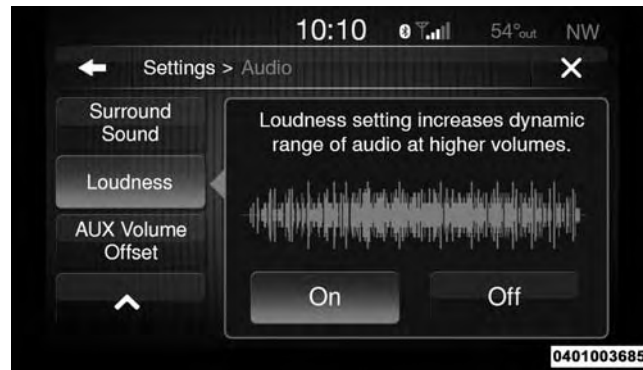 10:10 54°out NW
Settings > Audio
Surround
Sound
Loudness
AUX Volume
Offset
Loudness setting increases dynamic
range of audio at higher volumes.
On Off
0401003685